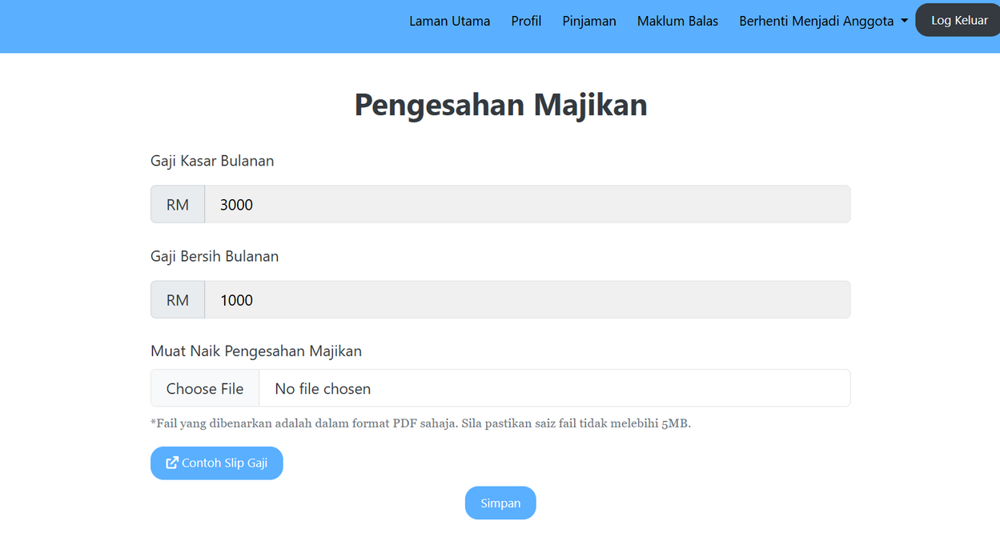 Laman Utama Profil Pinjaman Maklum Balas Berhenti Menjadi Anggota Log Keluar
Pengesahan Majikan
Gaji Kasar Bulanan
RM 3000
Gaji Bersih Bulanan
RM 1000
Muat Naik Pengesahan Majikan
Choose File No file chosen
*Fail yang dibenarkan adalah dalam format PDF sahaja. Sila pastikan saiz fail tidak melebihi 5MB.
Contoh Slip Gaji
Simpan